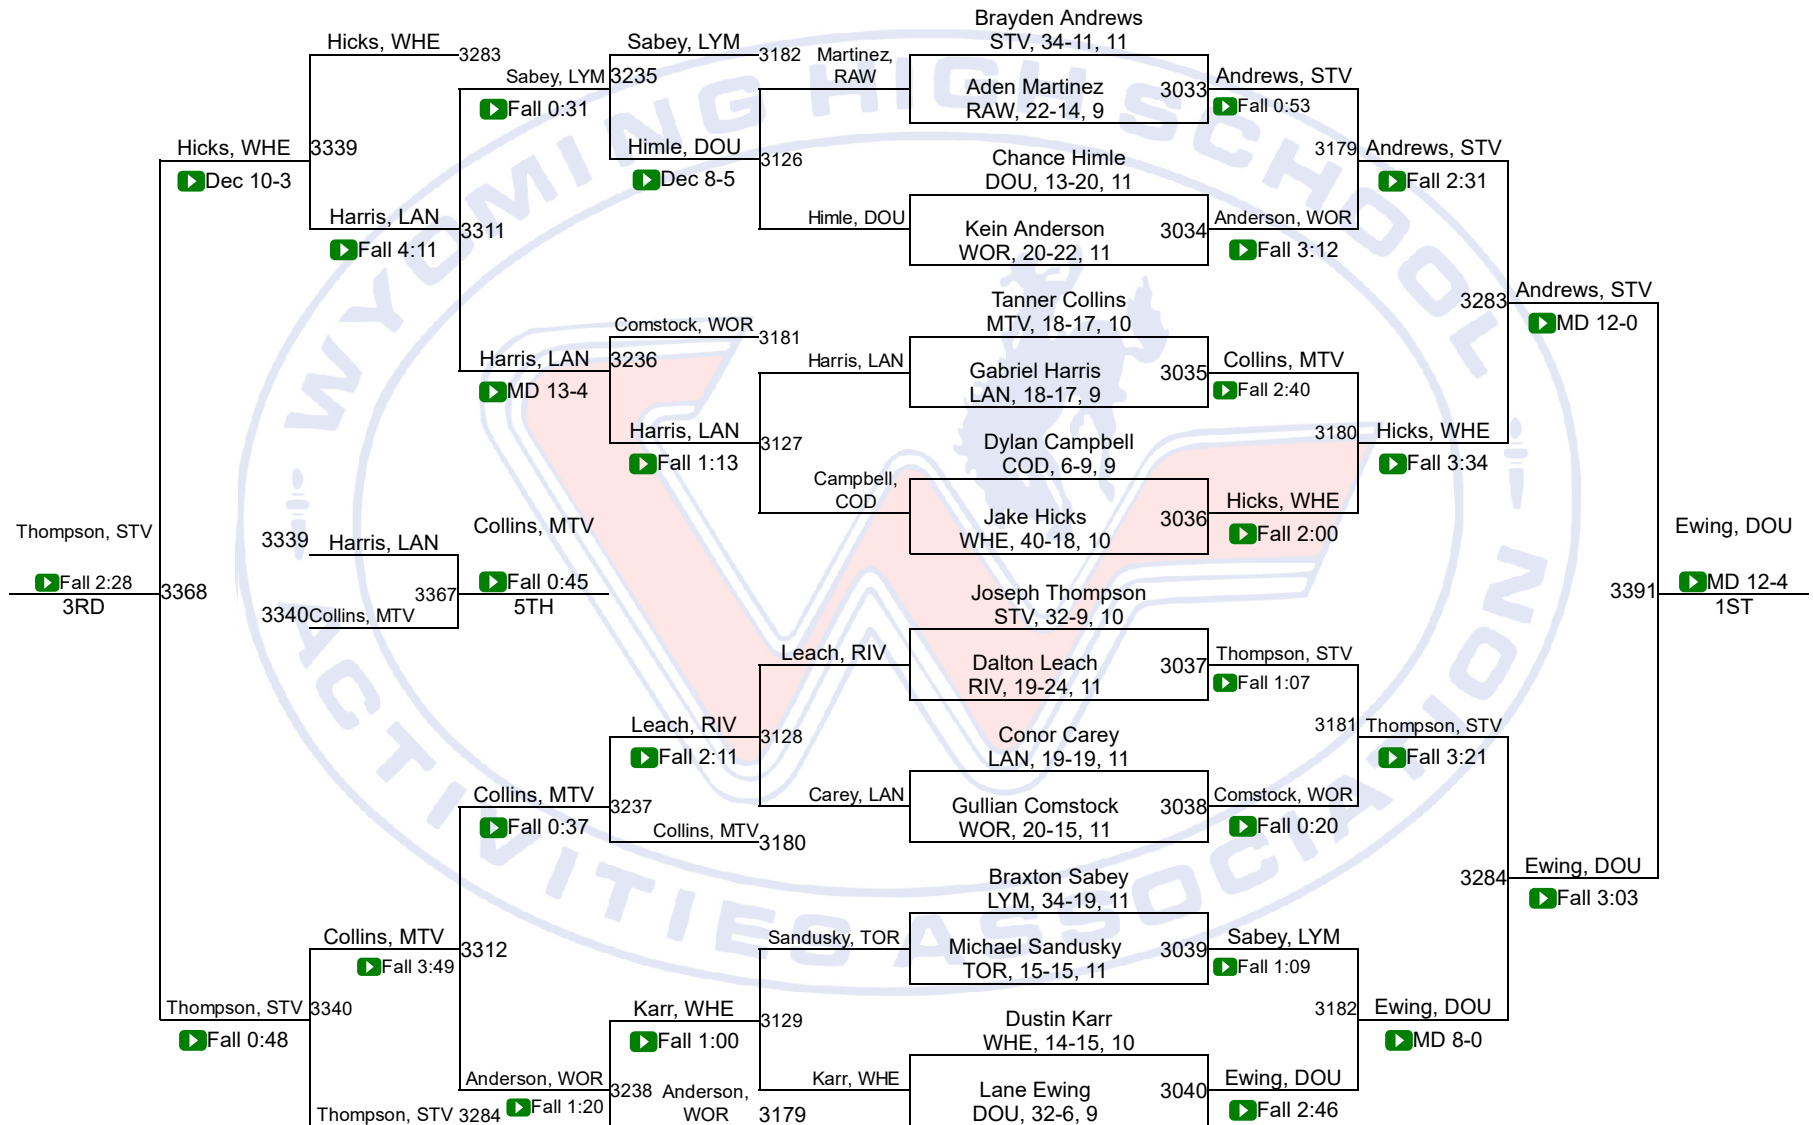 Brayden Andrews
Hicks, WHE
Sabey, LYM
3182
Martinez,
RAW
STV, 34-11, 11
3283
Sabey, LYM
3235
Aden Martinez
RAW, 22-14, 9
3033
Andrews, STV
Fall 0:53
Fall 0:31
Hicks, WHE
3339
Dec 10-3
Himle, DOU
3126
Dec 8-5
Chance Himle
DOU, 13-20, 11
3179
Andrews, STV
Fall 2:31
Harris, LAN
3311
Fall 4:11
Himle, DOU
Kein Anderson
WOR, 20-22, 11
3034
Anderson, WOR
Fall 3:12
Tanner Collins
MTV, 18-17, 10
3283
Andrews, STV
MD 12-0
Comstock, WOR
3181
Harris, LAN
3236
MD 13-4
Harris, LAN
Gabriel Harris
LAN, 18-17, 9
3035
Collins, MTV
Fall 2:40
Harris, LAN
3127
Fall 1:13
Dylan Campbell
COD, 6-9, 9
3180
Hicks, WHE
Fall 3:34
Campbell,
COD
Jake Hicks
WHE, 40-18, 10
3036
Hicks, WHE
Fall 2:00
Thompson, STV
Fall 2:28
3RD
3368
3339
Harris, LAN
3340
Collins, MTV
3367
Collins, MTV
Fall 0:45
5TH
Joseph Thompson
STV, 32-9, 10
3391
Ewing, DOU
MD 12-4
1ST
Leach, RIV
Dalton Leach
RIV, 19-24, 11
3037
Thompson, STV
Fall 1:07
Leach, RIV
3128
Fall 2:11
Conor Carey
LAN, 19-19, 11
3181
Thompson, STV
Fall 3:21
Collins, MTV
3237
Fall 0:37
Collins, MTV
3180
Carey, LAN
Gullian Comstock
WOR, 20-15, 11
3038
Comstock, WOR
Fall 0:20
Braxton Sabey
LYM, 34-19, 11
3284
Ewing, DOU
Fall 3:03
Collins, MTV
3312
Fall 3:49
Sandusky, TOR
Michael Sandusky
TOR, 15-15, 11
3039
Sabey, LYM
Fall 1:09
Thompson, STV
3340
Fall 0:48
Karr, WHE
3129
Fall 1:00
Dustin Karr
WHE, 14-15, 10
3182
Ewing, DOU
MD 8-0
Anderson, WOR
3238
Fall 1:20
Anderson,
WOR
3179
Karr, WHE
Lane Ewing
DOU, 32-6, 9
3040
Ewing, DOU
Fall 2:46
Thompson, STV
3284
WYOMING HIGH SCHOOL
ACTIVITIES ASSOCIATION